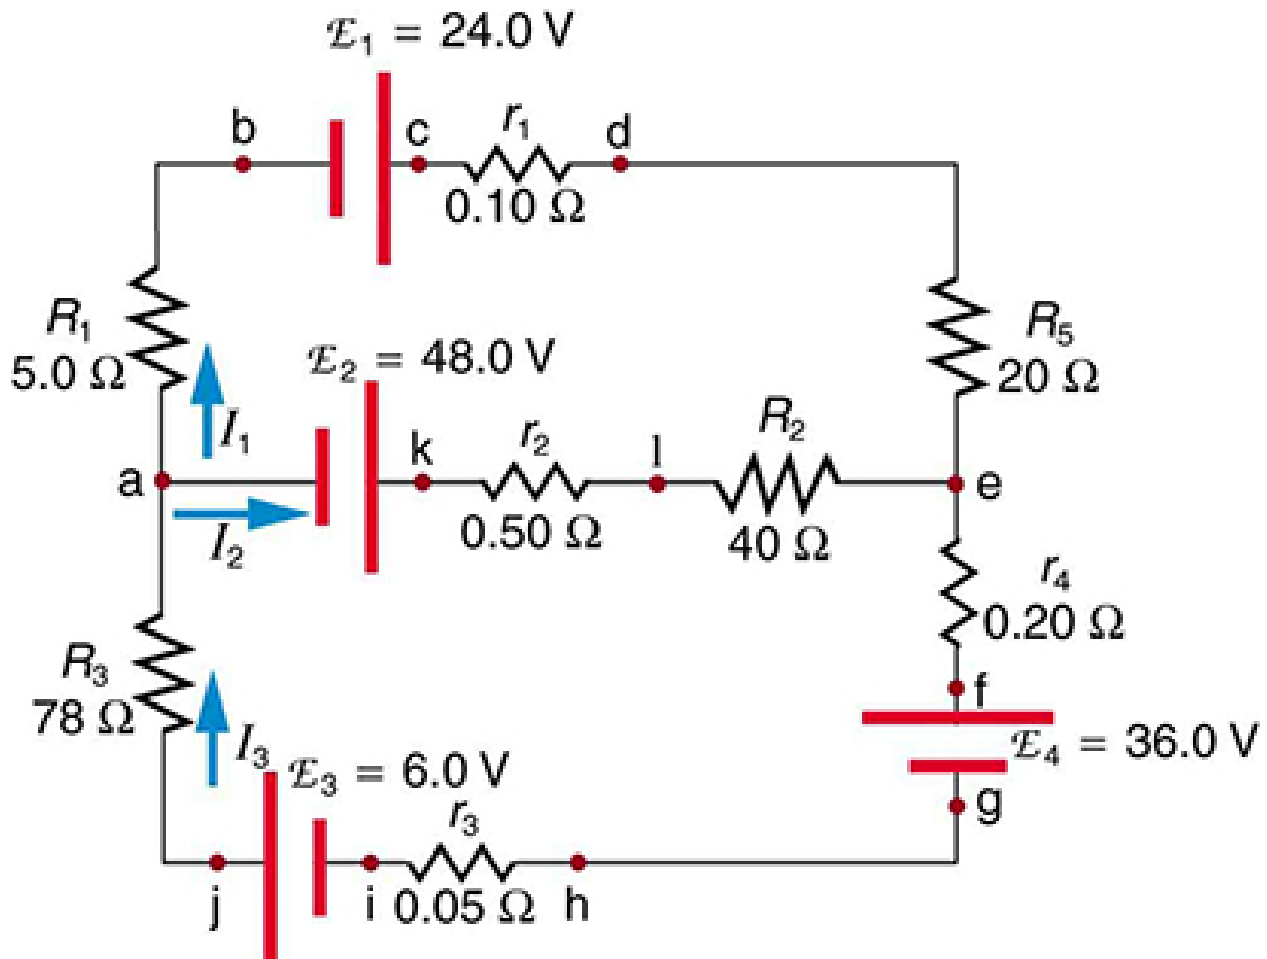 ℰ₁ = 24.0 V
b
c
r₁
d
0.10 Ω
R₁
5.0 Ω
R₅
20 Ω
I₁
ℰ₂ = 48.0 V
a
k
r₂
l
R₂
e
I₂
0.50 Ω
40 Ω
r₄
0.20 Ω
R₃
78 Ω
f
I₃
ℰ₃ = 6.0 V
ℰ₄ = 36.0 V
g
r₃
j
i
0.05 Ω
h